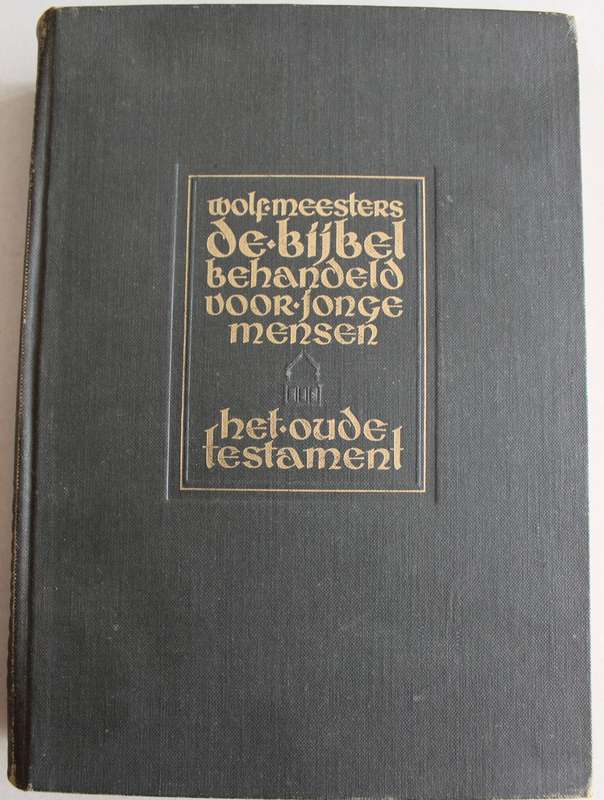 wolf·meesters
de·bijbel
behandeld
voor·jonge
mensen
het·oude
testament